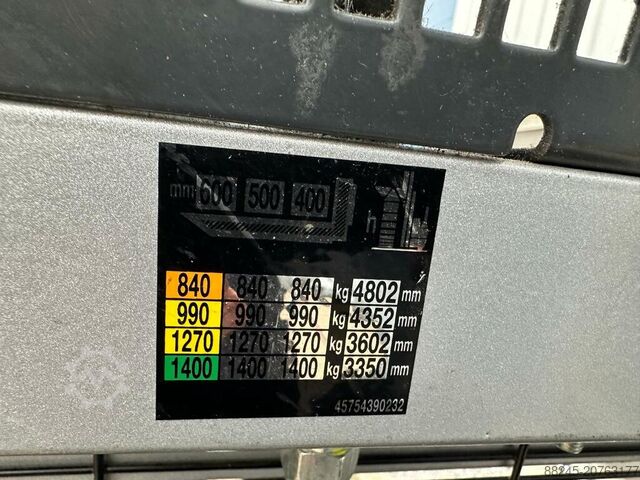 mm 600 500 400
h
840 840 840 kg 4802 mm
990 990 990 kg 4352 mm
1270 1270 1270 kg 3602 mm
1400 1400 1400 kg 3350 mm
45754390232
88245-20763177